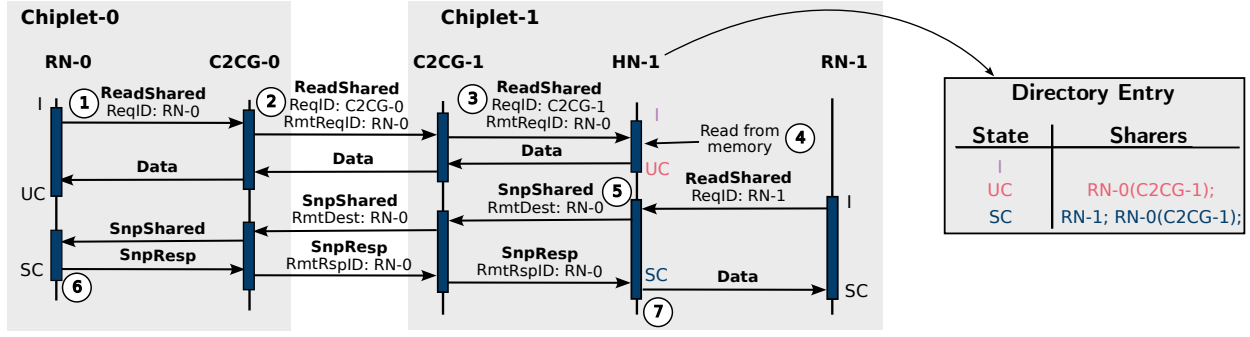 Chiplet-0
Chiplet-1
RN-0
C2CG-0
C2CG-1
HN-1
RN-1
I
1
ReadShared
ReqID: RN-0
2
ReadShared
ReqID: C2CG-0
RmtReqID: RN-0
3
ReadShared
ReqID: C2CG-1
RmtReqID: RN-0
I
Read from
memory
4
Data
Data
Data
UC
UC
5
ReadShared
ReqID: RN-1
I
SnpShared
RmtDest: RN-0
SnpShared
RmtDest: RN-0
SnpShared
SnpResp
SC
6
SnpResp
RmtRspID: RN-0
SnpResp
RmtRspID: RN-0
SC
7
Data
SC
Directory Entry
State Sharers
I
UC RN-0(C2CG-1);
SC RN-1; RN-0(C2CG-1);